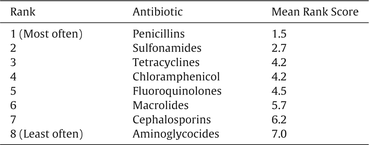 Rank Antibiotic Mean Rank Score
1 (Most often) Penicillins 1.5
2 Sulfonamides 2.7
3 Tetracyclines 4.2
4 Chloramphenicol 4.2
5 Fluoroquinolones 4.5
6 Macrolides 5.7
7 Cephalosporins 6.2
8 (Least often) Aminoglycocides 7.0